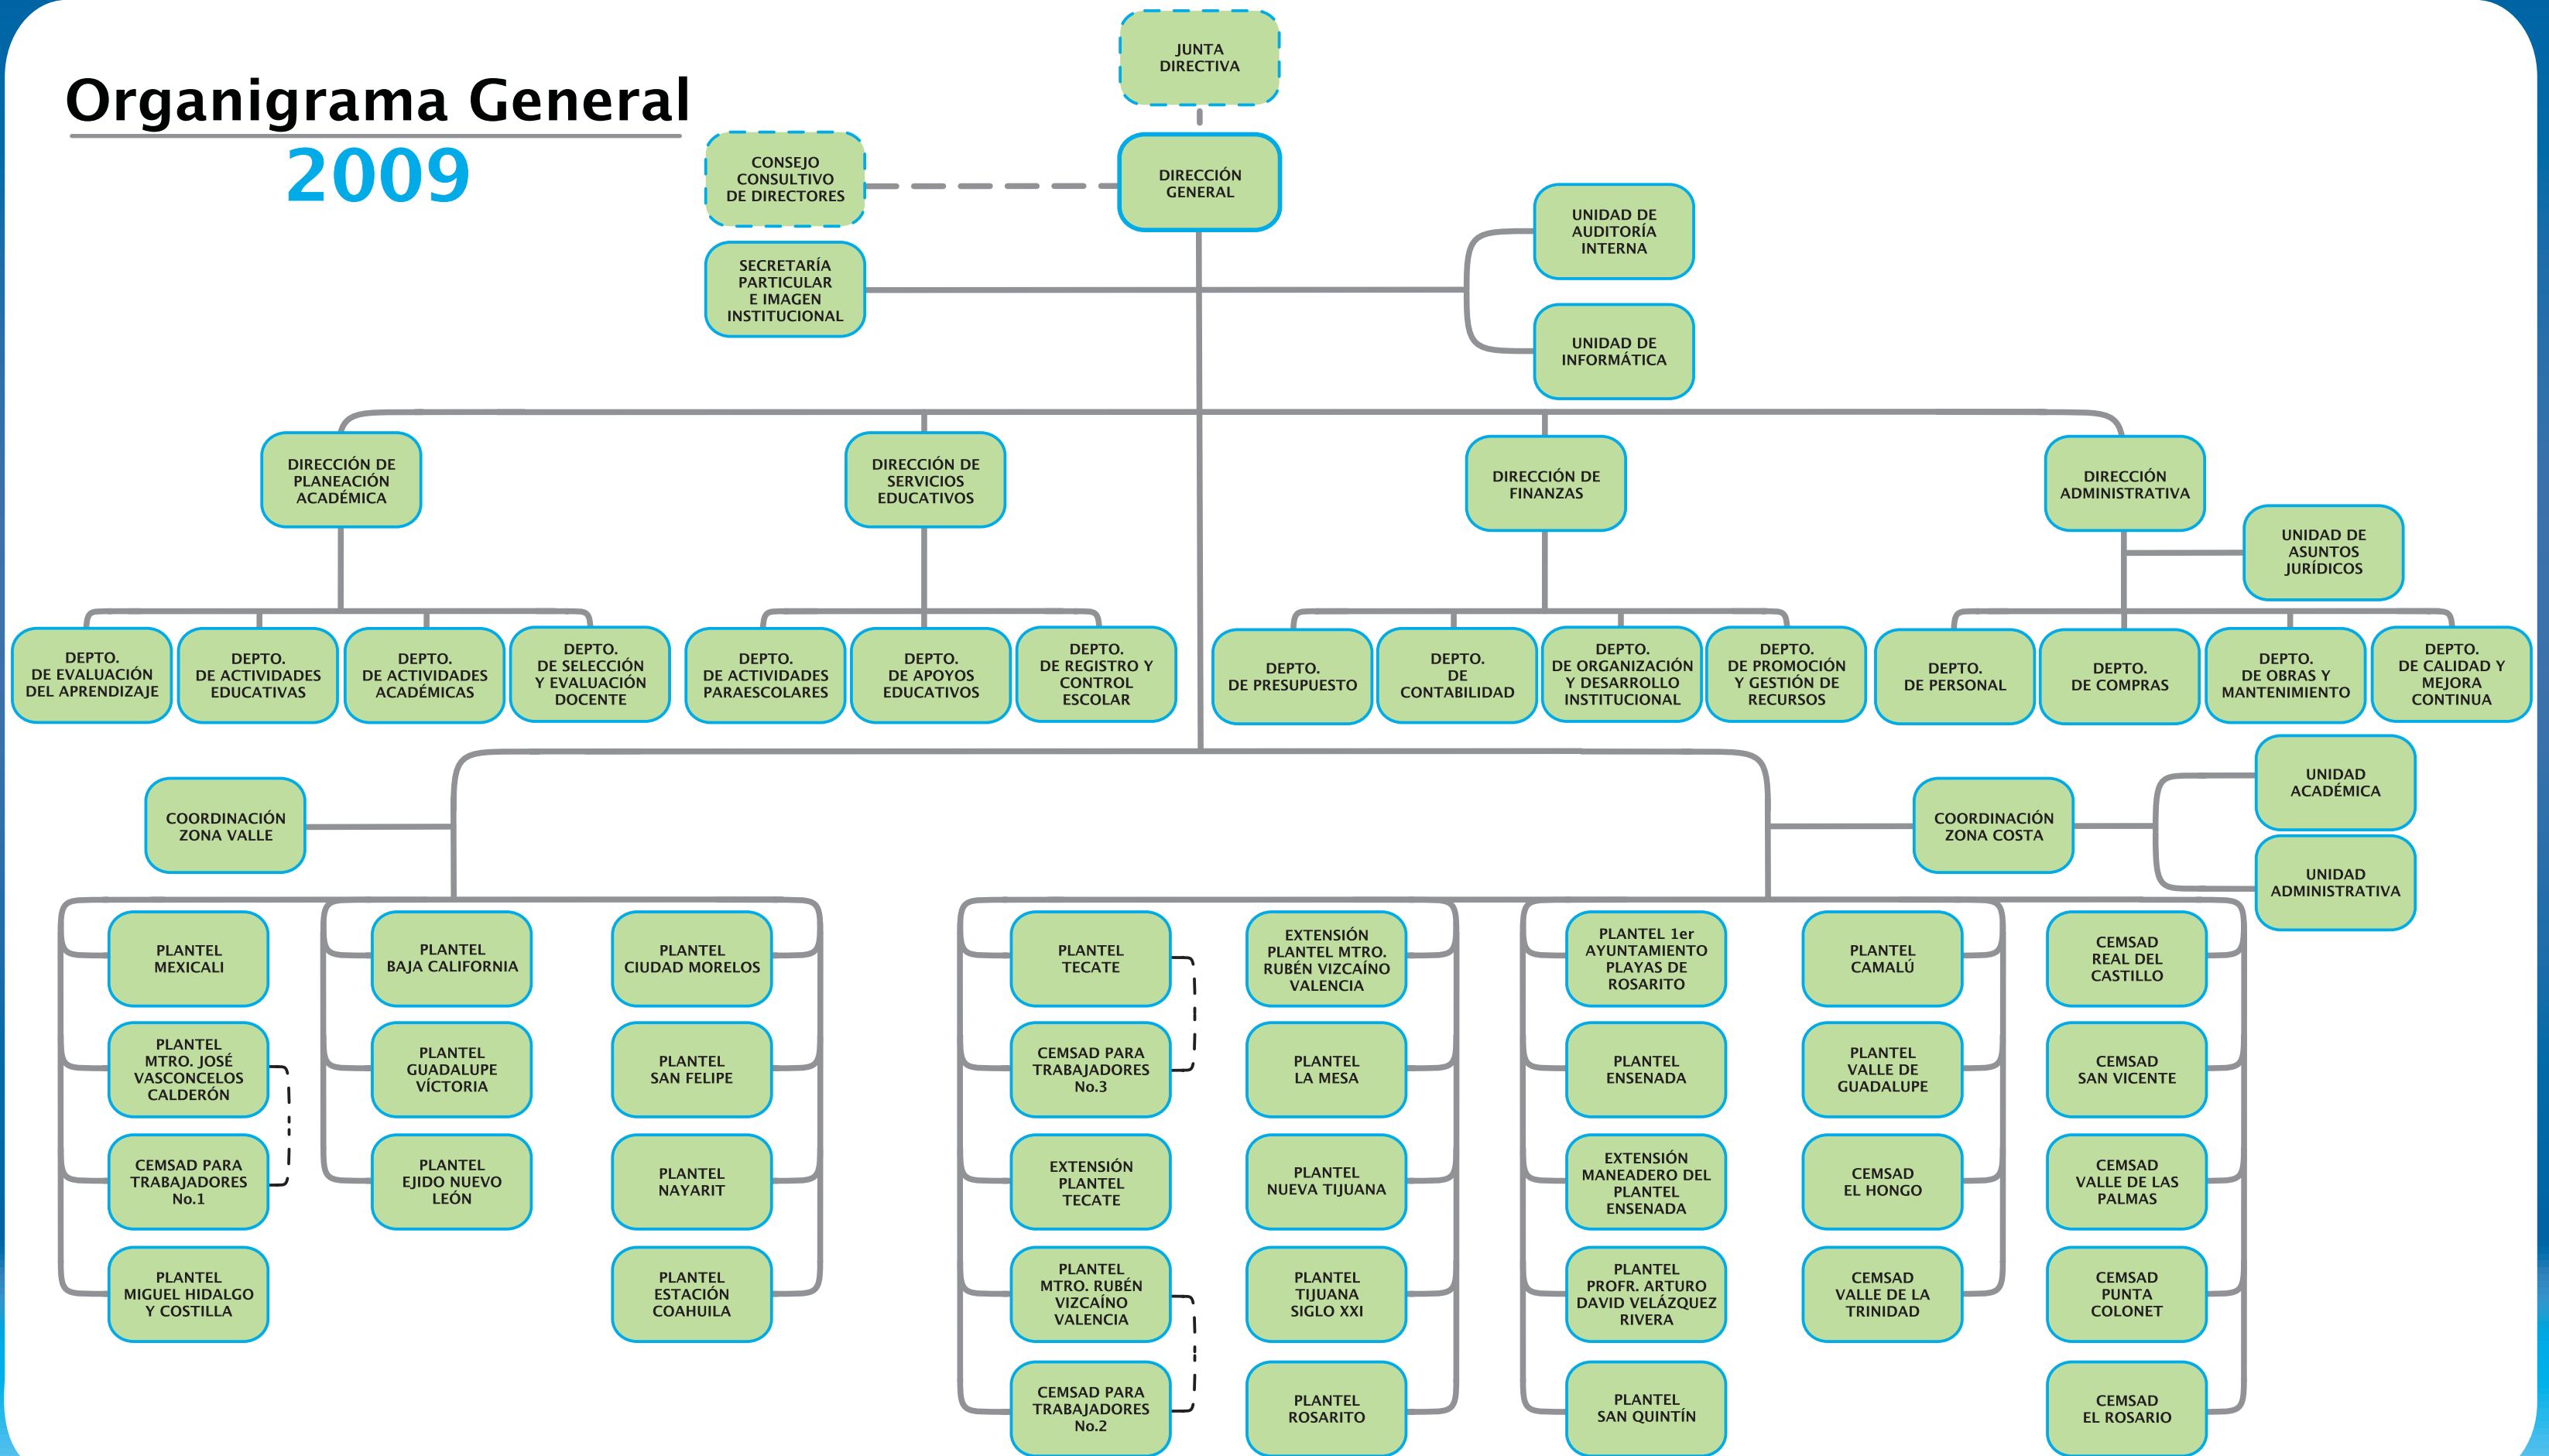 Organigrama General
2009
JUNTA
DIRECTIVA
CONSEJO
CONSULTIVO
DE DIRECTORES
DIRECCIÓN
GENERAL
SECRETARÍA
PARTICULAR
E IMAGEN
INSTITUCIONAL
UNIDAD DE
AUDITORÍA
INTERNA
UNIDAD DE
INFORMÁTICA
DIRECCIÓN DE
PLANEACIÓN
ACADÉMICA
DIRECCIÓN DE
SERVICIOS
EDUCATIVOS
DIRECCIÓN DE
FINANZAS
DIRECCIÓN
ADMINISTRATIVA
UNIDAD DE
ASUNTOS
JURÍDICOS
DEPTO.
DE EVALUACIÓN
DEL APRENDIZAJE
DEPTO.
DE ACTIVIDADES
EDUCATIVAS
DEPTO.
DE ACTIVIDADES
ACADÉMICAS
DEPTO.
DE SELECCIÓN
Y EVALUACIÓN
DOCENTE
DEPTO.
DE ACTIVIDADES
PARAESCOLARES
DEPTO.
DE APOYOS
EDUCATIVOS
DEPTO.
DE REGISTRO Y
CONTROL
ESCOLAR
DEPTO.
DE PRESUPUESTO
DEPTO.
DE
CONTABILIDAD
DEPTO.
DE ORGANIZACIÓN
Y DESARROLLO
INSTITUCIONAL
DEPTO.
DE PROMOCIÓN
Y GESTIÓN DE
RECURSOS
DEPTO.
DE PERSONAL
DEPTO.
DE COMPRAS
DEPTO.
DE OBRAS Y
MANTENIMIENTO
DEPTO.
DE CALIDAD Y
MEJORA
CONTINUA
COORDINACIÓN
ZONA VALLE
COORDINACIÓN
ZONA COSTA
UNIDAD
ACADÉMICA
UNIDAD
ADMINISTRATIVA
PLANTEL
MEXICALI
PLANTEL
MTRO. JOSÉ
VASCONCELOS
CALDERÓN
CEMSAD PARA
TRABAJADORES
No.1
PLANTEL
MIGUEL HIDALGO
Y COSTILLA
PLANTEL
BAJA CALIFORNIA
PLANTEL
GUADALUPE
VÍCTORIA
PLANTEL
EJIDO NUEVO
LEÓN
PLANTEL
CIUDAD MORELOS
PLANTEL
SAN FELIPE
PLANTEL
NAYARIT
PLANTEL
ESTACIÓN
COAHUILA
PLANTEL
TECATE
CEMSAD PARA
TRABAJADORES
No.3
EXTENSIÓN
PLANTEL
TECATE
PLANTEL
MTRO. RUBÉN
VIZCAÍNO
VALENCIA
CEMSAD PARA
TRABAJADORES
No.2
EXTENSIÓN
PLANTEL MTRO.
RUBÉN VIZCAÍNO
VALENCIA
PLANTEL
LA MESA
PLANTEL
NUEVA TIJUANA
PLANTEL
TIJUANA
SIGLO XXI
PLANTEL
ROSARITO
PLANTEL 1er
AYUNTAMIENTO
PLAYAS DE
ROSARITO
PLANTEL
ENSENADA
EXTENSIÓN
MANEADERO DEL
PLANTEL
ENSENADA
PLANTEL
PROFR. ARTURO
DAVID VELÁZQUEZ
RIVERA
PLANTEL
SAN QUINTÍN
PLANTEL
CAMALÚ
PLANTEL
VALLE DE
GUADALUPE
CEMSAD
EL HONGO
CEMSAD
VALLE DE LA
TRINIDAD
CEMSAD
REAL DEL
CASTILLO
CEMSAD
SAN VICENTE
CEMSAD
VALLE DE LAS
PALMAS
CEMSAD
PUNTA
COLONET
CEMSAD
EL ROSARIO